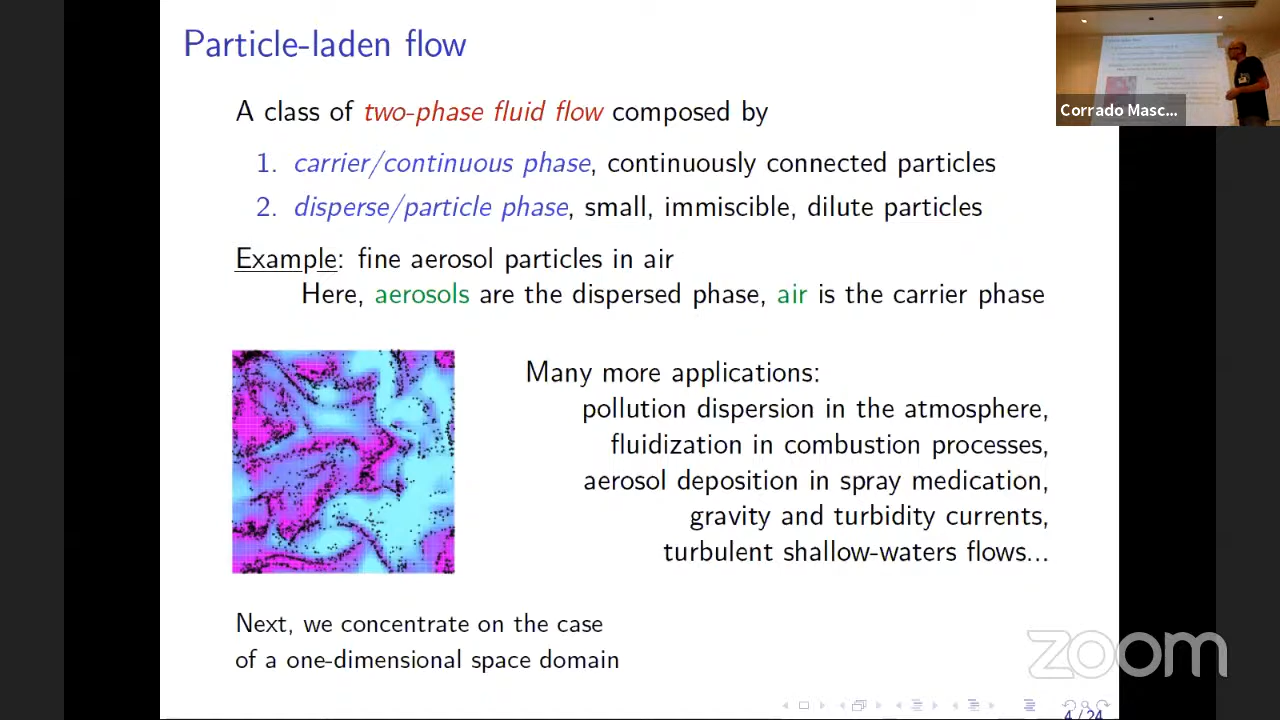 Particle-laden flow
A class of two-phase fluid flow composed by
1. carrier/continuous phase, continuously connected particles
2. disperse/particle phase, small, immiscible, dilute particles
Example: fine aerosol particles in air
Here, aerosols are the dispersed phase, air is the carrier phase
Many more applications:
pollution dispersion in the atmosphere,
fluidization in combustion processes,
aerosol deposition in spray medication,
gravity and turbidity currents,
turbulent shallow-waters flows...
Next, we concentrate on the case
of a one-dimensional space domain
4 / 24
Corrado Masc...
zoom